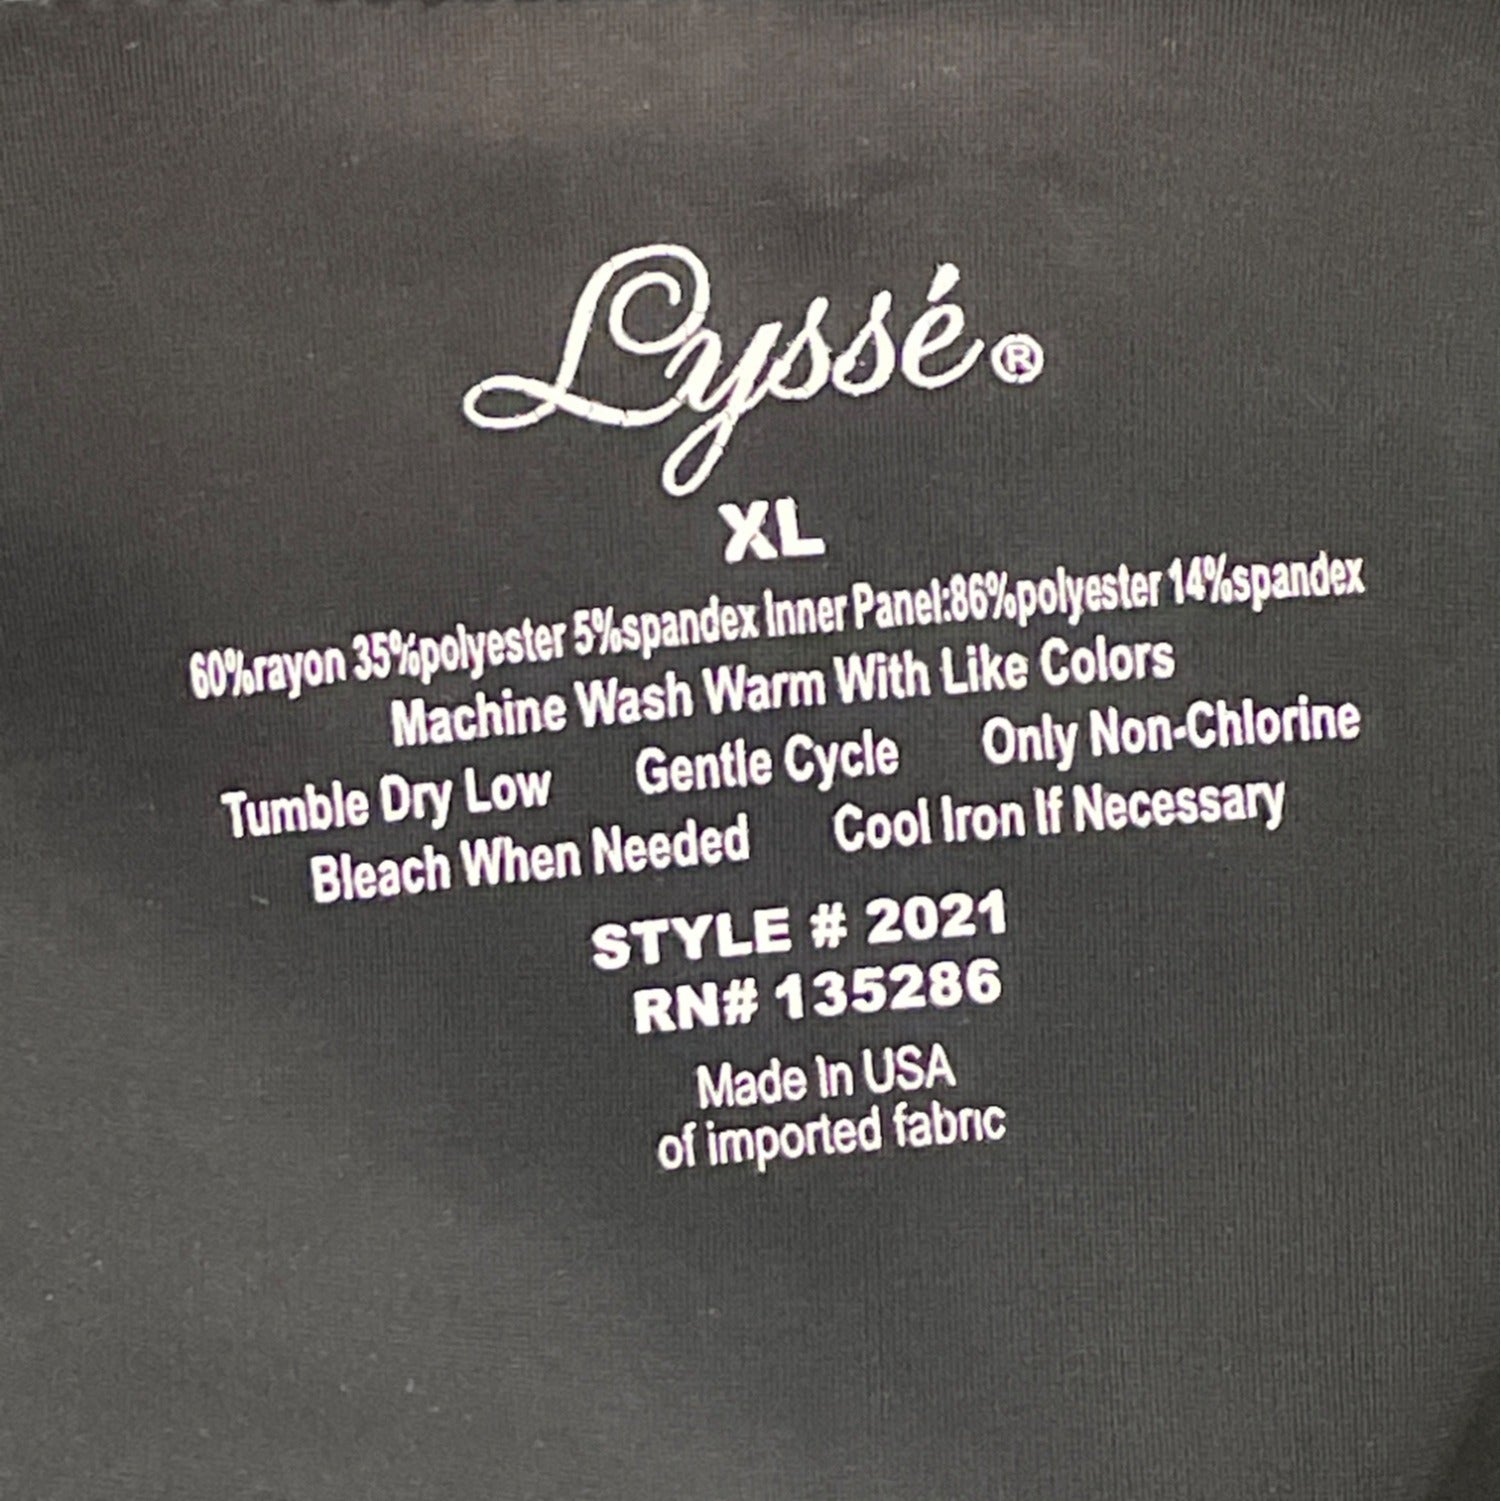 Lyssé®
XL
60%rayon 35%polyester 5%spandex Inner Panel:86%polyester 14%spandex
Machine Wash Warm With Like Colors
Tumble Dry Low Gentle Cycle Only Non-Chlorine
Bleach When Needed Cool Iron If Necessary
STYLE # 2021
RN# 135286
Made In USA
of imported fabric